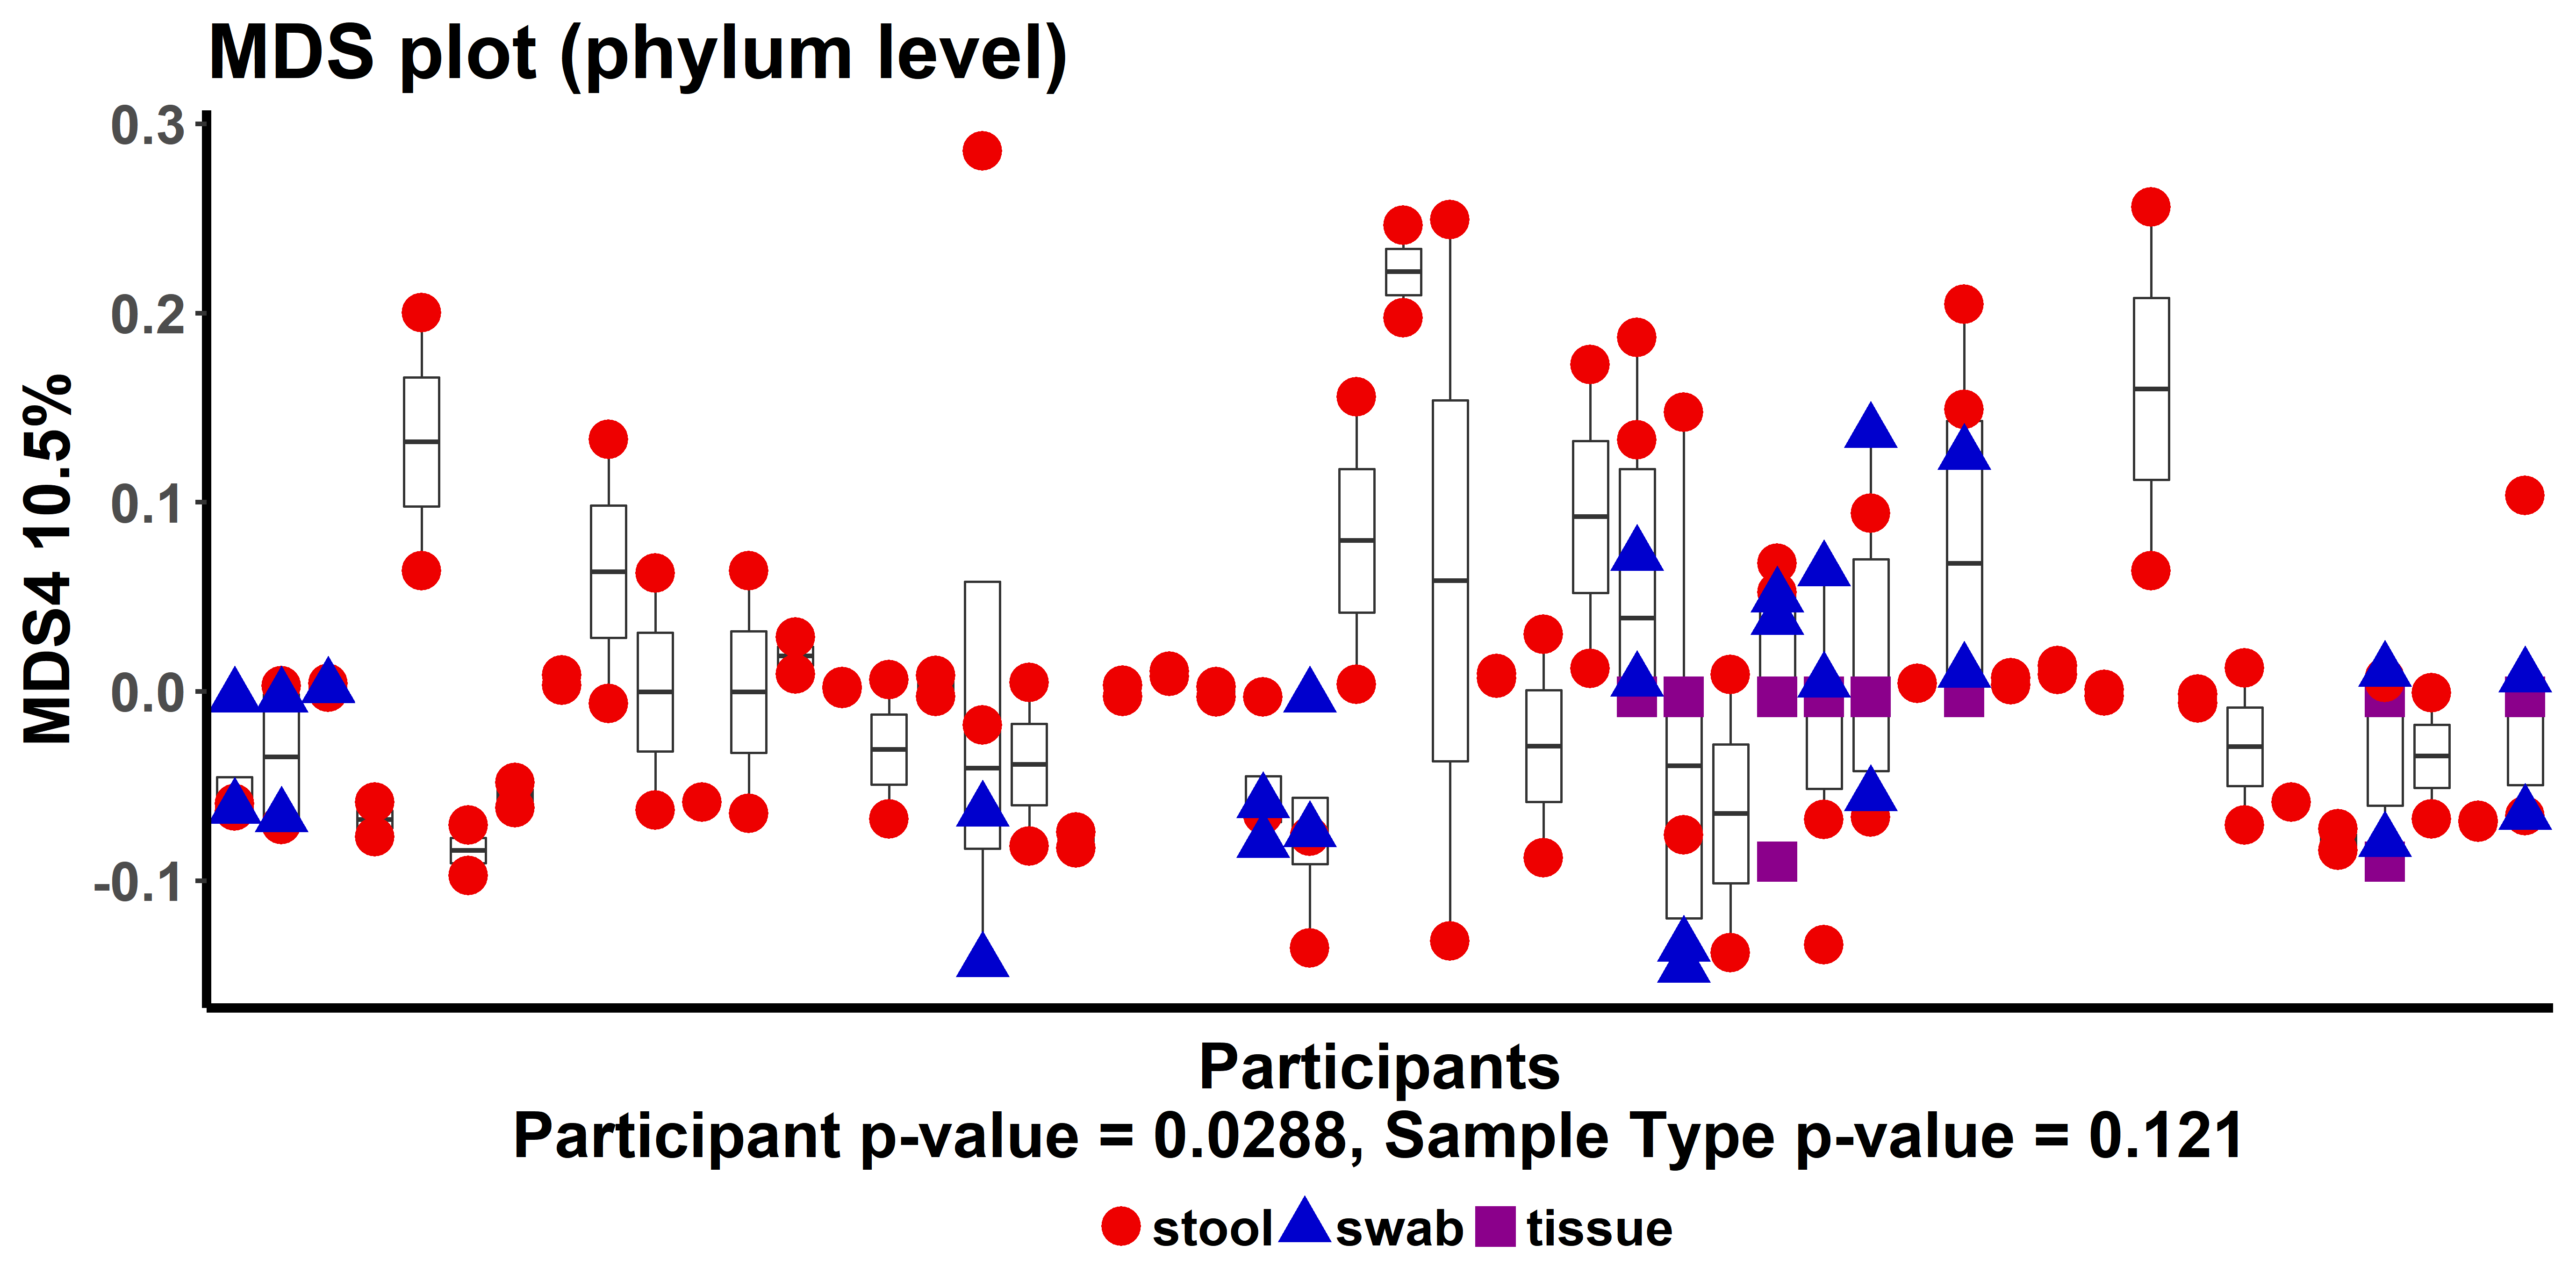 MDS plot (phylum level)
MDS4 10.5%
0.3
0.2
0.1
0.0
-0.1
Participants
Participant p-value = 0.0288, Sample Type p-value = 0.121
stool swab tissue